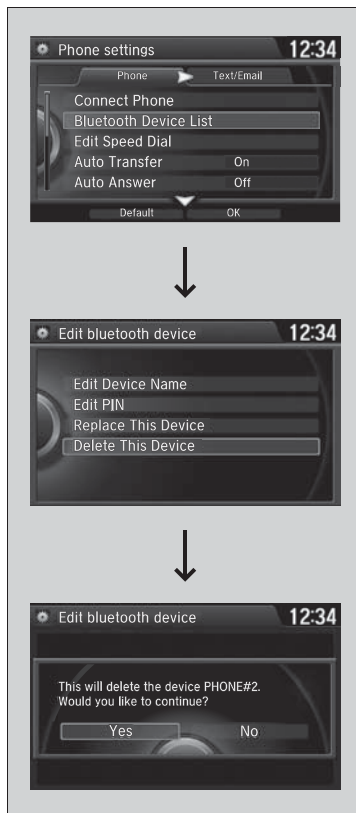 Phone settings 12:34
Phone Text/Email
Connect Phone
Bluetooth Device List
Edit Speed Dial
Auto Transfer On
Auto Answer Off
Default OK
Edit bluetooth device 12:34
Edit Device Name
Edit PIN
Replace This Device
Delete This Device
Edit bluetooth device 12:34
This will delete the device PHONE#2.
Would you like to continue?
Yes No